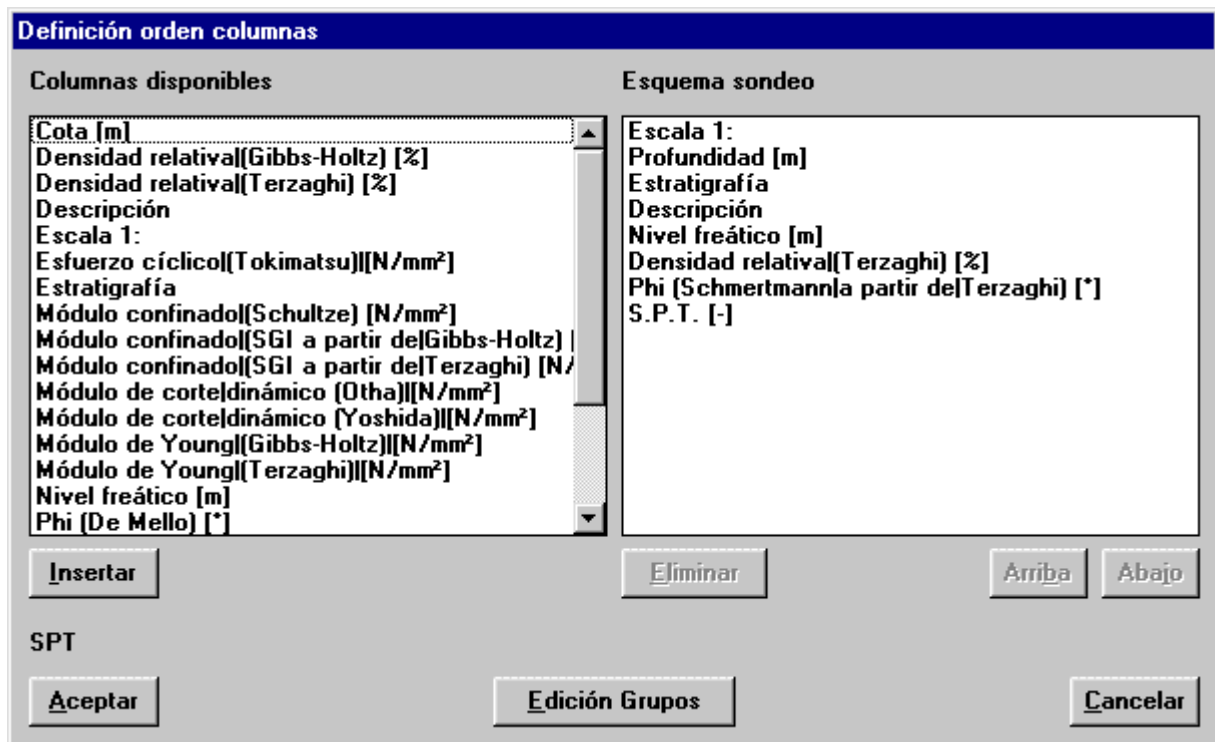 Definición orden columnas
Columnas disponibles
Cota [m]
Densidad relativa|(Gibbs-Holtz) [%]
Densidad relativa|(Terzaghi) [%]
Descripción
Escala 1:
Esfuerzo cíclico|(Tokimatsu)|[N/mm²]
Estratigrafía
Módulo confinado|(Schultze) [N/mm²]
Módulo confinado|(SGI a partir de|Gibbs-Holtz) [
Módulo confinado|(SGI a partir de|Terzaghi) [N/
Módulo de corte|dinámico (Otha)|[N/mm²]
Módulo de corte|dinámico (Yoshida)|[N/mm²]
Módulo de Young|(Gibbs-Holtz)|[N/mm²]
Módulo de Young|(Terzaghi)|[N/mm²]
Nivel freático [m]
Phi (De Mello) [°]
Insertar
Esquema sondeo
Escala 1:
Profundidad [m]
Estratigrafía
Descripción
Nivel freático [m]
Densidad relativa|(Terzaghi) [%]
Phi (Schmertmann|a partir de|Terzaghi) [°]
S.P.T. [-]
Eliminar
Arriba
Abajo
SPT
Aceptar
Edición Grupos
Cancelar